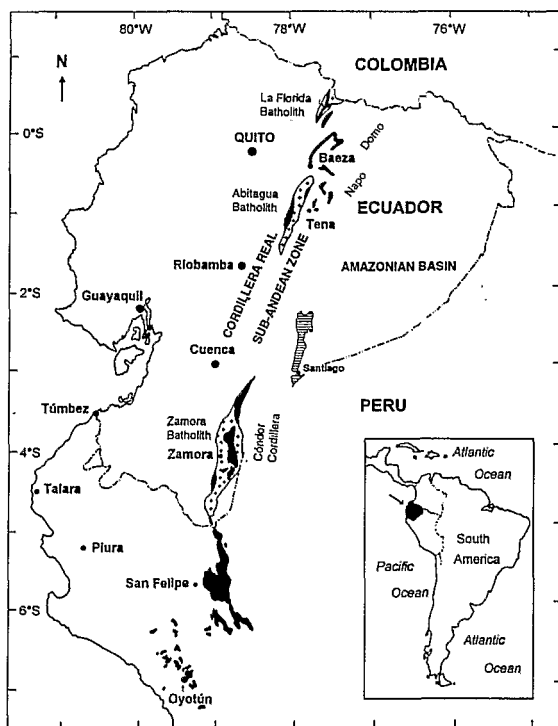 80°W
78°W
76°W
N
COLOMBIA
La Florida
Batholith
0°S
QUITO
Baeza
Domo
Napo
Abitagua
Batholith
ECUADOR
Tena
Riobamba
CORDILLERA REAL
SUB-ANDEAN ZONE
AMAZONIAN BASIN
2°S
Guayaquil
Cuenca
Santiago
Túmbez
PERU
Zamora
Batholith
Zamora
Cóndor
Cordillera
4°S
Talara
Piura
San Felipe
6°S
Oyotún
Atlantic
Ocean
South
America
Pacific
Ocean
Atlantic
Ocean